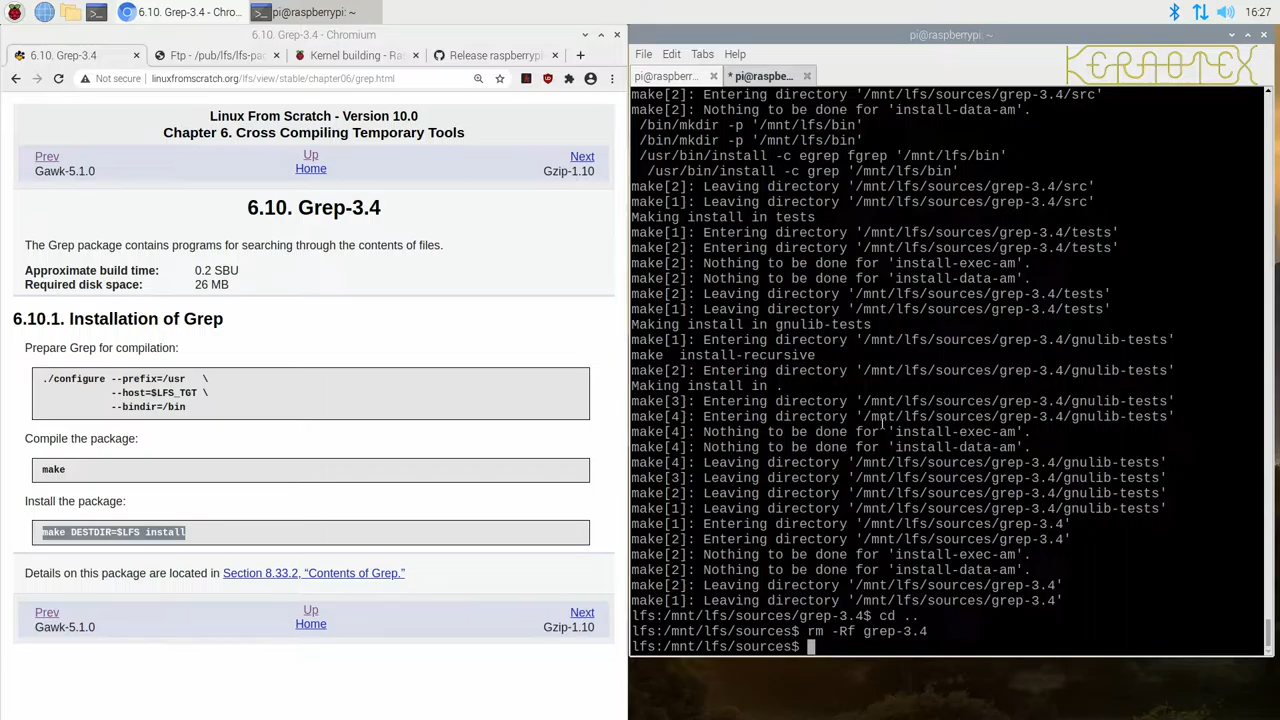 6.10. Grep-3.4 - Chro...
pi@raspberrypi: ~
16:27
6.10. Grep-3.4 - Chromium
6.10. Grep-3.4
Ftp - /pub/lfs/lfs-pac
Kernel building - Ras
Release raspberrypi
Not secure
linuxfromscratch.org/lfs/view/stable/chapter06/grep.html
Linux From Scratch - Version 10.0
Chapter 6. Cross Compiling Temporary Tools
Prev
Up
Next
Gawk-5.1.0
Home
Gzip-1.10
6.10. Grep-3.4
The Grep package contains programs for searching through the contents of files.
Approximate build time: 0.2 SBU
Required disk space: 26 MB
6.10.1. Installation of Grep
Prepare Grep for compilation:
./configure --prefix=/usr \
--host=$LFS_TGT \
--bindir=/bin
Compile the package:
make
Install the package:
make DESTDIR=$LFS install
Details on this package are located in Section 8.33.2, “Contents of Grep.”
Prev
Up
Next
Gawk-5.1.0
Home
Gzip-1.10
pi@raspberrypi: ~
File Edit Tabs Help
KERAOTEX
pi@raspberr...
* pi@raspbe...
make[2]: Entering directory '/mnt/lfs/sources/grep-3.4/src'
make[2]: Nothing to be done for 'install-data-am'.
/bin/mkdir -p '/mnt/lfs/bin'
/bin/mkdir -p '/mnt/lfs/bin'
/usr/bin/install -c egrep fgrep '/mnt/lfs/bin'
/usr/bin/install -c grep '/mnt/lfs/bin'
make[2]: Leaving directory '/mnt/lfs/sources/grep-3.4/src'
make[1]: Leaving directory '/mnt/lfs/sources/grep-3.4/src'
Making install in tests
make[1]: Entering directory '/mnt/lfs/sources/grep-3.4/tests'
make[2]: Entering directory '/mnt/lfs/sources/grep-3.4/tests'
make[2]: Nothing to be done for 'install-exec-am'.
make[2]: Nothing to be done for 'install-data-am'.
make[2]: Leaving directory '/mnt/lfs/sources/grep-3.4/tests'
make[1]: Leaving directory '/mnt/lfs/sources/grep-3.4/tests'
Making install in gnulib-tests
make[1]: Entering directory '/mnt/lfs/sources/grep-3.4/gnulib-tests'
make  install-recursive
make[2]: Entering directory '/mnt/lfs/sources/grep-3.4/gnulib-tests'
Making install in .
make[3]: Entering directory '/mnt/lfs/sources/grep-3.4/gnulib-tests'
make[4]: Entering directory '/mnt/lfs/sources/grep-3.4/gnulib-tests'
make[4]: Nothing to be done for 'install-exec-am'.
make[4]: Nothing to be done for 'install-data-am'.
make[4]: Leaving directory '/mnt/lfs/sources/grep-3.4/gnulib-tests'
make[3]: Leaving directory '/mnt/lfs/sources/grep-3.4/gnulib-tests'
make[2]: Leaving directory '/mnt/lfs/sources/grep-3.4/gnulib-tests'
make[1]: Leaving directory '/mnt/lfs/sources/grep-3.4/gnulib-tests'
make[1]: Entering directory '/mnt/lfs/sources/grep-3.4'
make[2]: Entering directory '/mnt/lfs/sources/grep-3.4'
make[2]: Nothing to be done for 'install-exec-am'.
make[2]: Nothing to be done for 'install-data-am'.
make[2]: Leaving directory '/mnt/lfs/sources/grep-3.4'
make[1]: Leaving directory '/mnt/lfs/sources/grep-3.4'
lfs:/mnt/lfs/sources/grep-3.4$ cd ..
lfs:/mnt/lfs/sources$ rm -Rf grep-3.4
lfs:/mnt/lfs/sources$